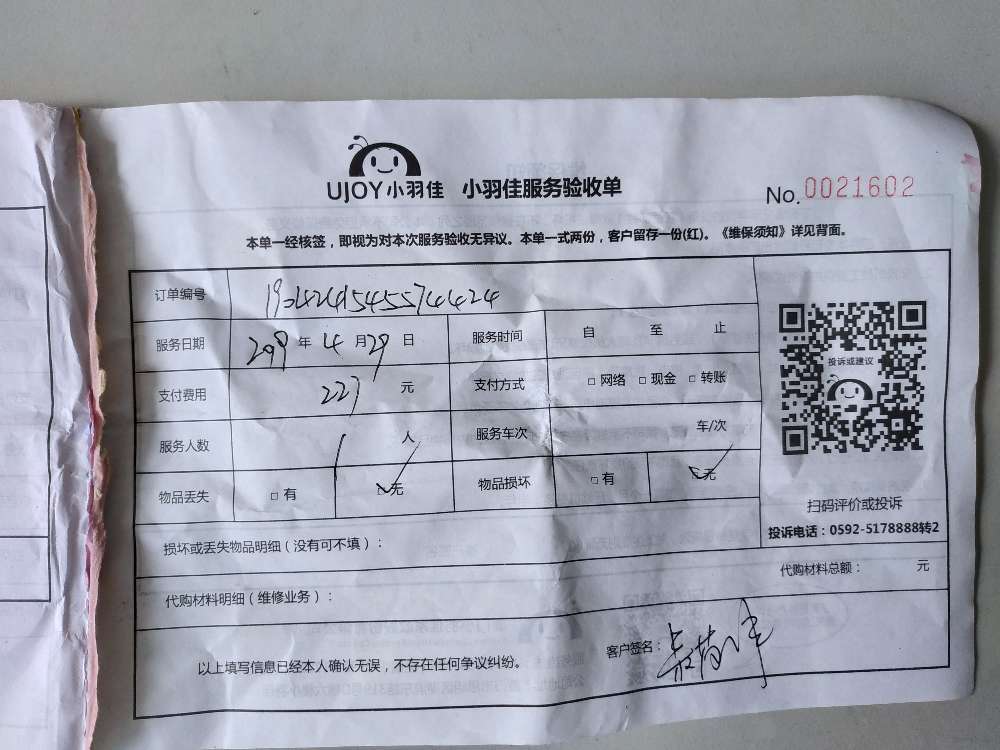 UJOY小羽佳 小羽佳服务验收单 No.0021602
本单一经核签，即视为对本次服务验收无异议。本单一式两份，客户留存一份(红)。《维保须知》详见背面。
订单编号
服务日期 2019 年 4 月 29 日 服务时间 自 至 止
投诉或建议
支付费用 227 元 支付方式 □ 网络 □ 现金 □ 转账
服务人数 1 人 服务车次 车/次
物品丢失 □ 有 □ 无 物品损坏 □ 有 □ 无
扫码评价或投诉
投诉电话：0592-5178888转2
损坏或丢失物品明细（没有可不填）：
代购材料明细（维修业务）： 代购材料总额： 元
以上填写信息已经本人确认无误，不存在任何争议纠纷。 客户签名：